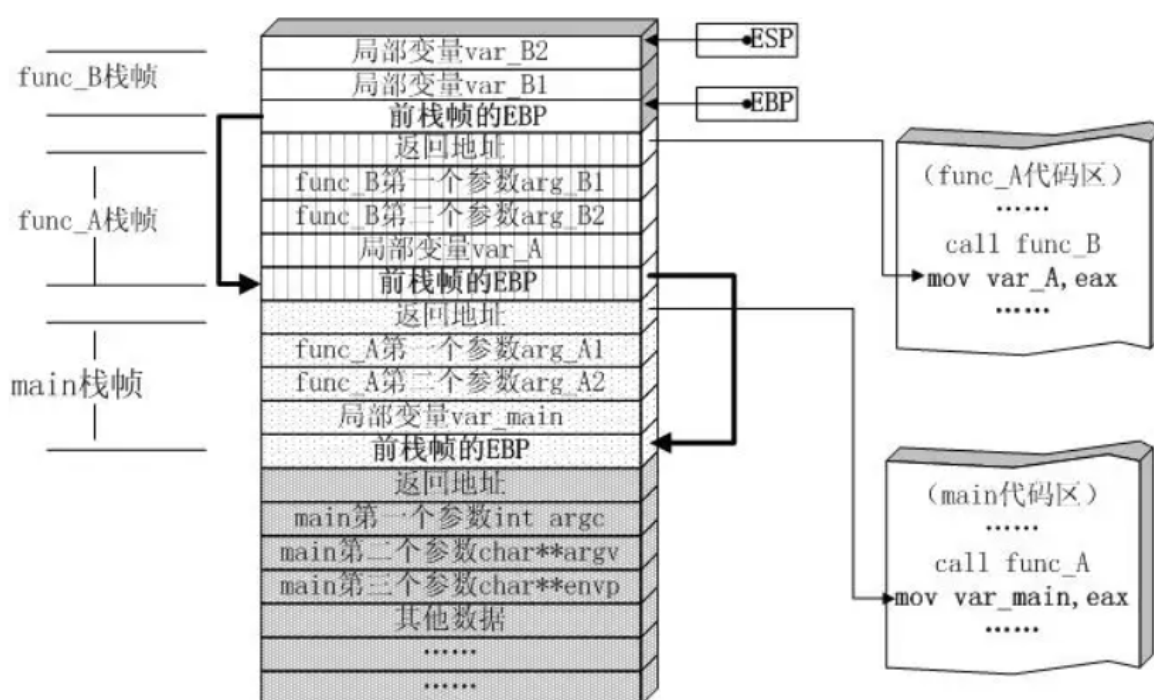 func_B栈帧
func_A栈帧
main栈帧
局部变量var_B2
局部变量var_B1
前栈帧的EBP
返回地址
func_B第一个参数arg_B1
func_B第二个参数arg_B2
局部变量var_A
前栈帧的EBP
返回地址
func_A第一个参数arg_A1
func_A第二个参数arg_A2
局部变量var_main
前栈帧的EBP
返回地址
main第一个参数int argc
main第二个参数char**argv
main第三个参数char**envp
其他数据
……
……
ESP
EBP
(func_A代码区)
……
call func_B
mov var_A,eax
……
(main代码区)
……
call func_A
mov var_main,eax
……